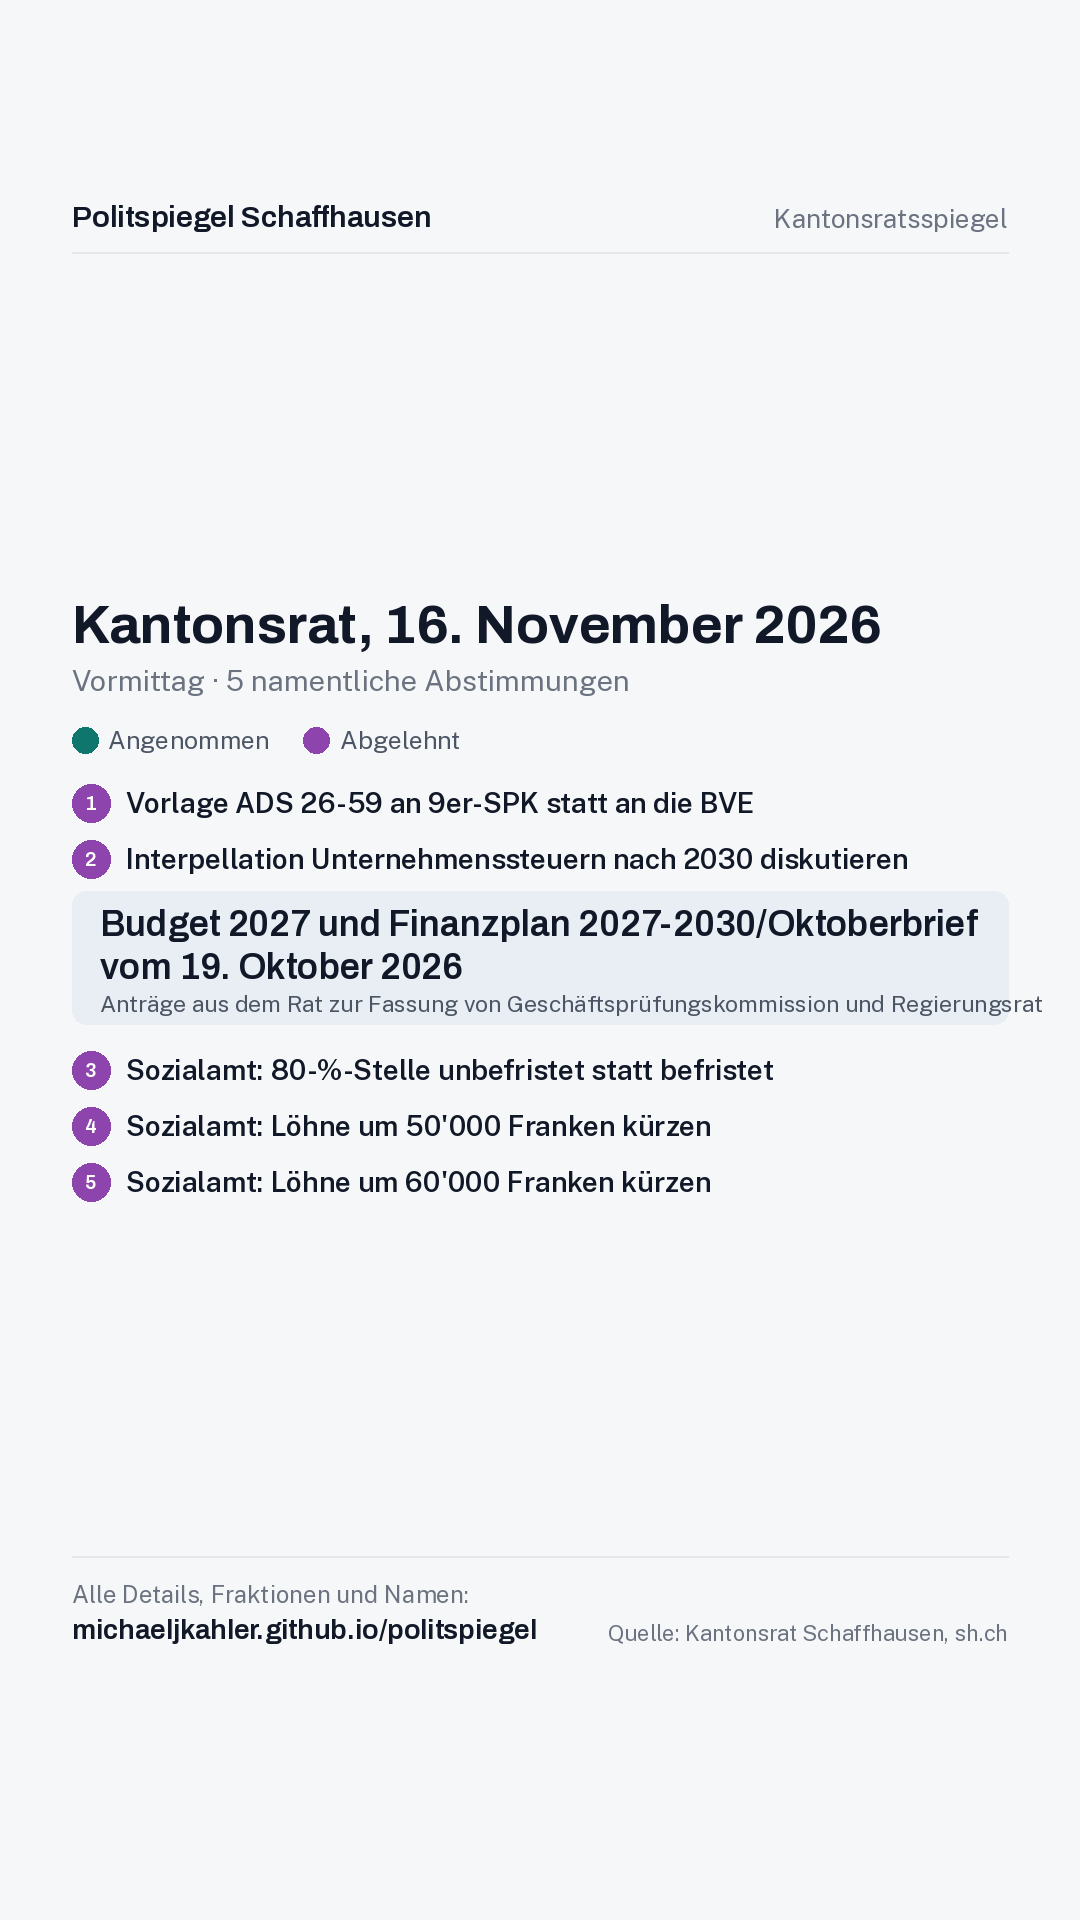 Politspiegel Schaffhausen
Kantonsratsspiegel
Kantonsrat, 16. November 2026
Vormittag · 5 namentliche Abstimmungen
Angenommen
Abgelehnt
1 Vorlage ADS 26-59 an 9er-SPK statt an die BVE
2 Interpellation Unternehmenssteuern nach 2030 diskutieren
Budget 2027 und Finanzplan 2027-2030/Oktoberbrief
vom 19. Oktober 2026
Anträge aus dem Rat zur Fassung von Geschäftsprüfungskommission und Regierungsrat
3 Sozialamt: 80-%-Stelle unbefristet statt befristet
4 Sozialamt: Löhne um 50'000 Franken kürzen
5 Sozialamt: Löhne um 60'000 Franken kürzen
Alle Details, Fraktionen und Namen:
michaeljkahler.github.io/politspiegel
Quelle: Kantonsrat Schaffhausen, sh.ch